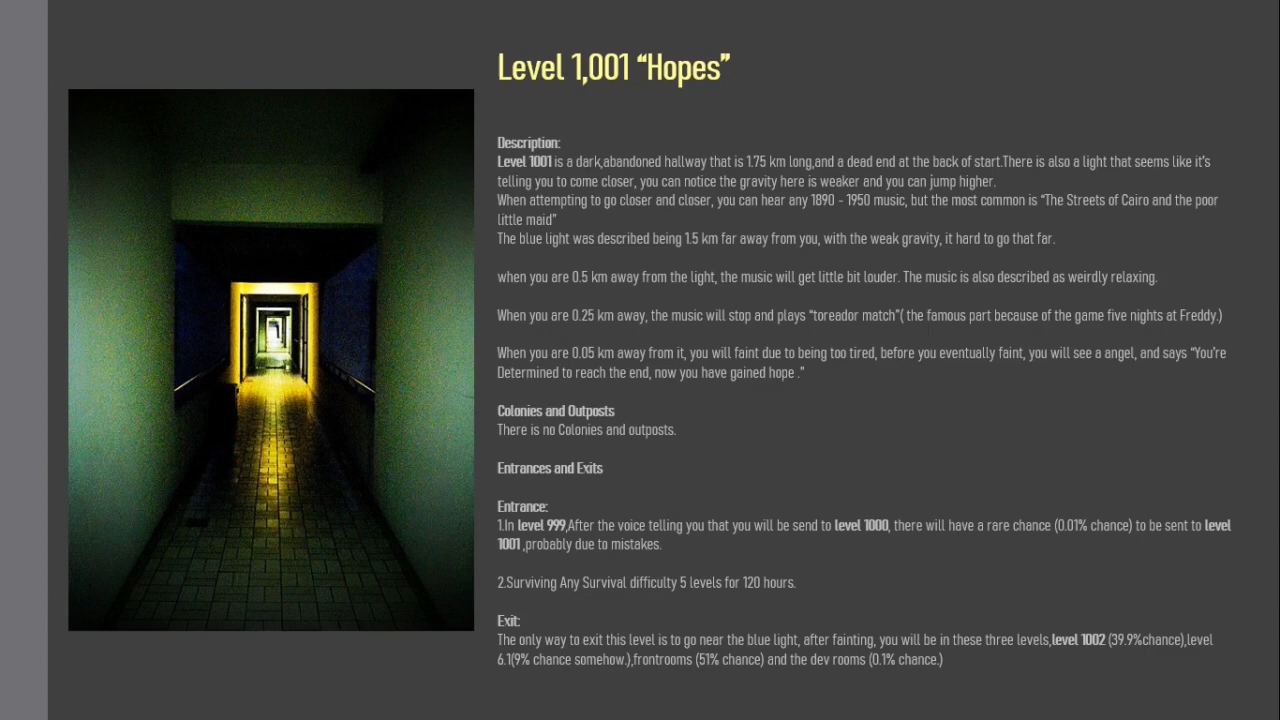 Level 1,001 “Hopes”
Description:
Level 1001 is a dark,abandoned hallway that is 1.75 km long,and a dead end at the back of start.There is also a light that seems like it's
telling you to come closer, you can notice the gravity here is weaker and you can jump higher.
When attempting to go closer and closer, you can hear any 1890 - 1950 music, but the most common is “The Streets of Cairo and the poor
little maid”
The blue light was described being 1.5 km far away from you, with the weak gravity, it hard to go that far.
when you are 0.5 km away from the light, the music will get little bit louder. The music is also described as weirdly relaxing.
When you are 0.25 km away, the music will stop and plays “toreador match”( the famous part because of the game five nights at Freddy.)
When you are 0.05 km away from it, you will faint due to being too tired, before you eventually faint, you will see a angel, and says “You're
Determined to reach the end, now you have gained hope .”
Colonies and Outposts
There is no Colonies and outposts.
Entrances and Exits
Entrance:
1.In level 999,After the voice telling you that you will be send to level 1000, there will have a rare chance (0.01% chance) to be sent to level
1001 ,probably due to mistakes.
2.Surviving Any Survival difficulty 5 levels for 120 hours.
Exit:
The only way to exit this level is to go near the blue light, after fainting, you will be in these three levels,level 1002 (39.9%chance),level
6.1(9% chance somehow.),frontrooms (51% chance) and the dev rooms (0.1% chance.)